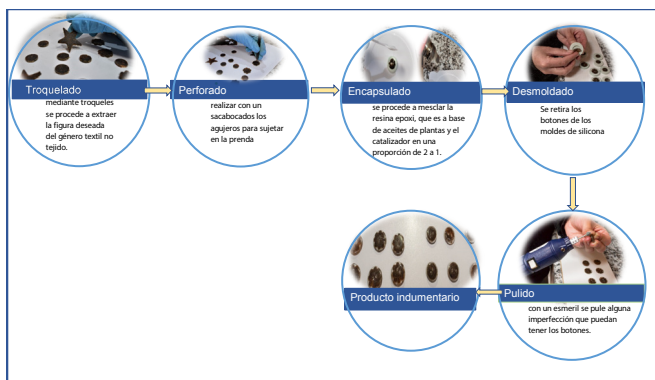 Troquelado
mediante troqueles
se procede a extraer
la figura deseada
del género textil no
tejido.
Perforado
realizar con un
sacabocados los
agujeros para sujetar
en la prenda
Encapsulado
se procede a mesclar la
resina epoxi, que es a base
de aceites de plantas y el
catalizador en una
proporción de 2 a 1.
Desmoldado
Se retira los
botones de los
moldes de silicona
Pulido
con un esmeril se pule alguna
imperfección que puedan
tener los botones.
Producto indumentario